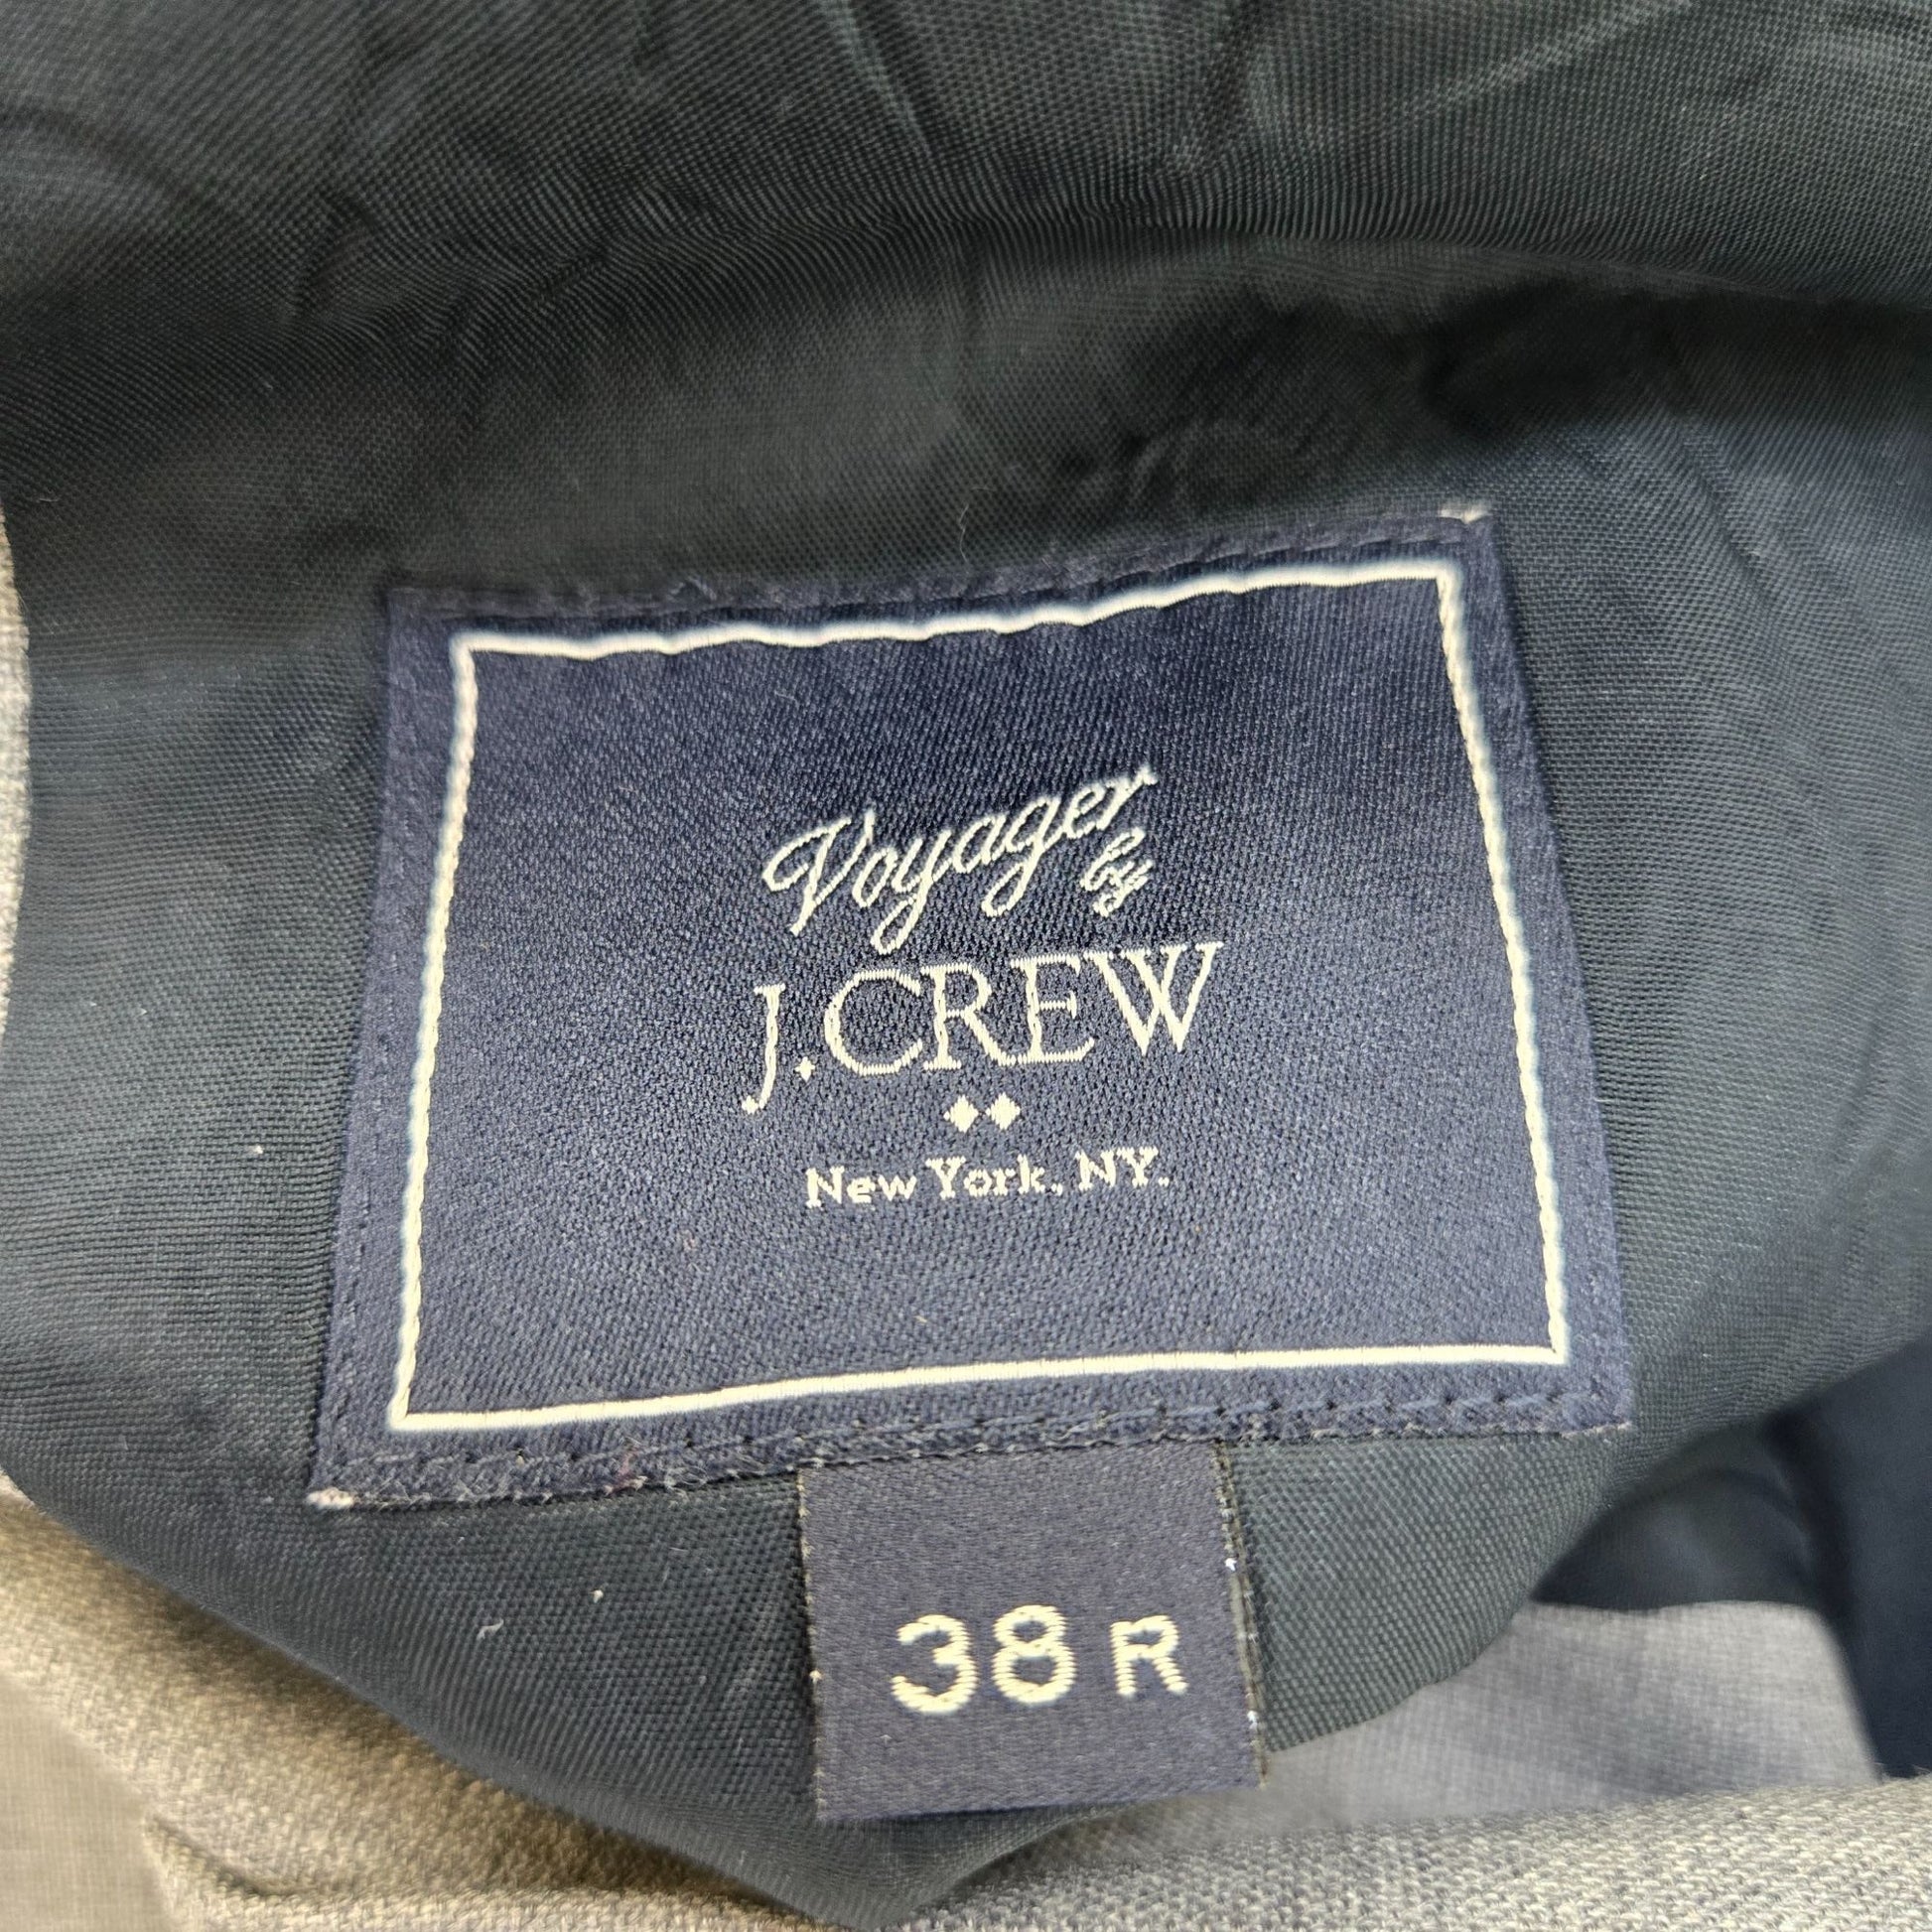 Voyager by
J.CREW
New York, NY.
38 R